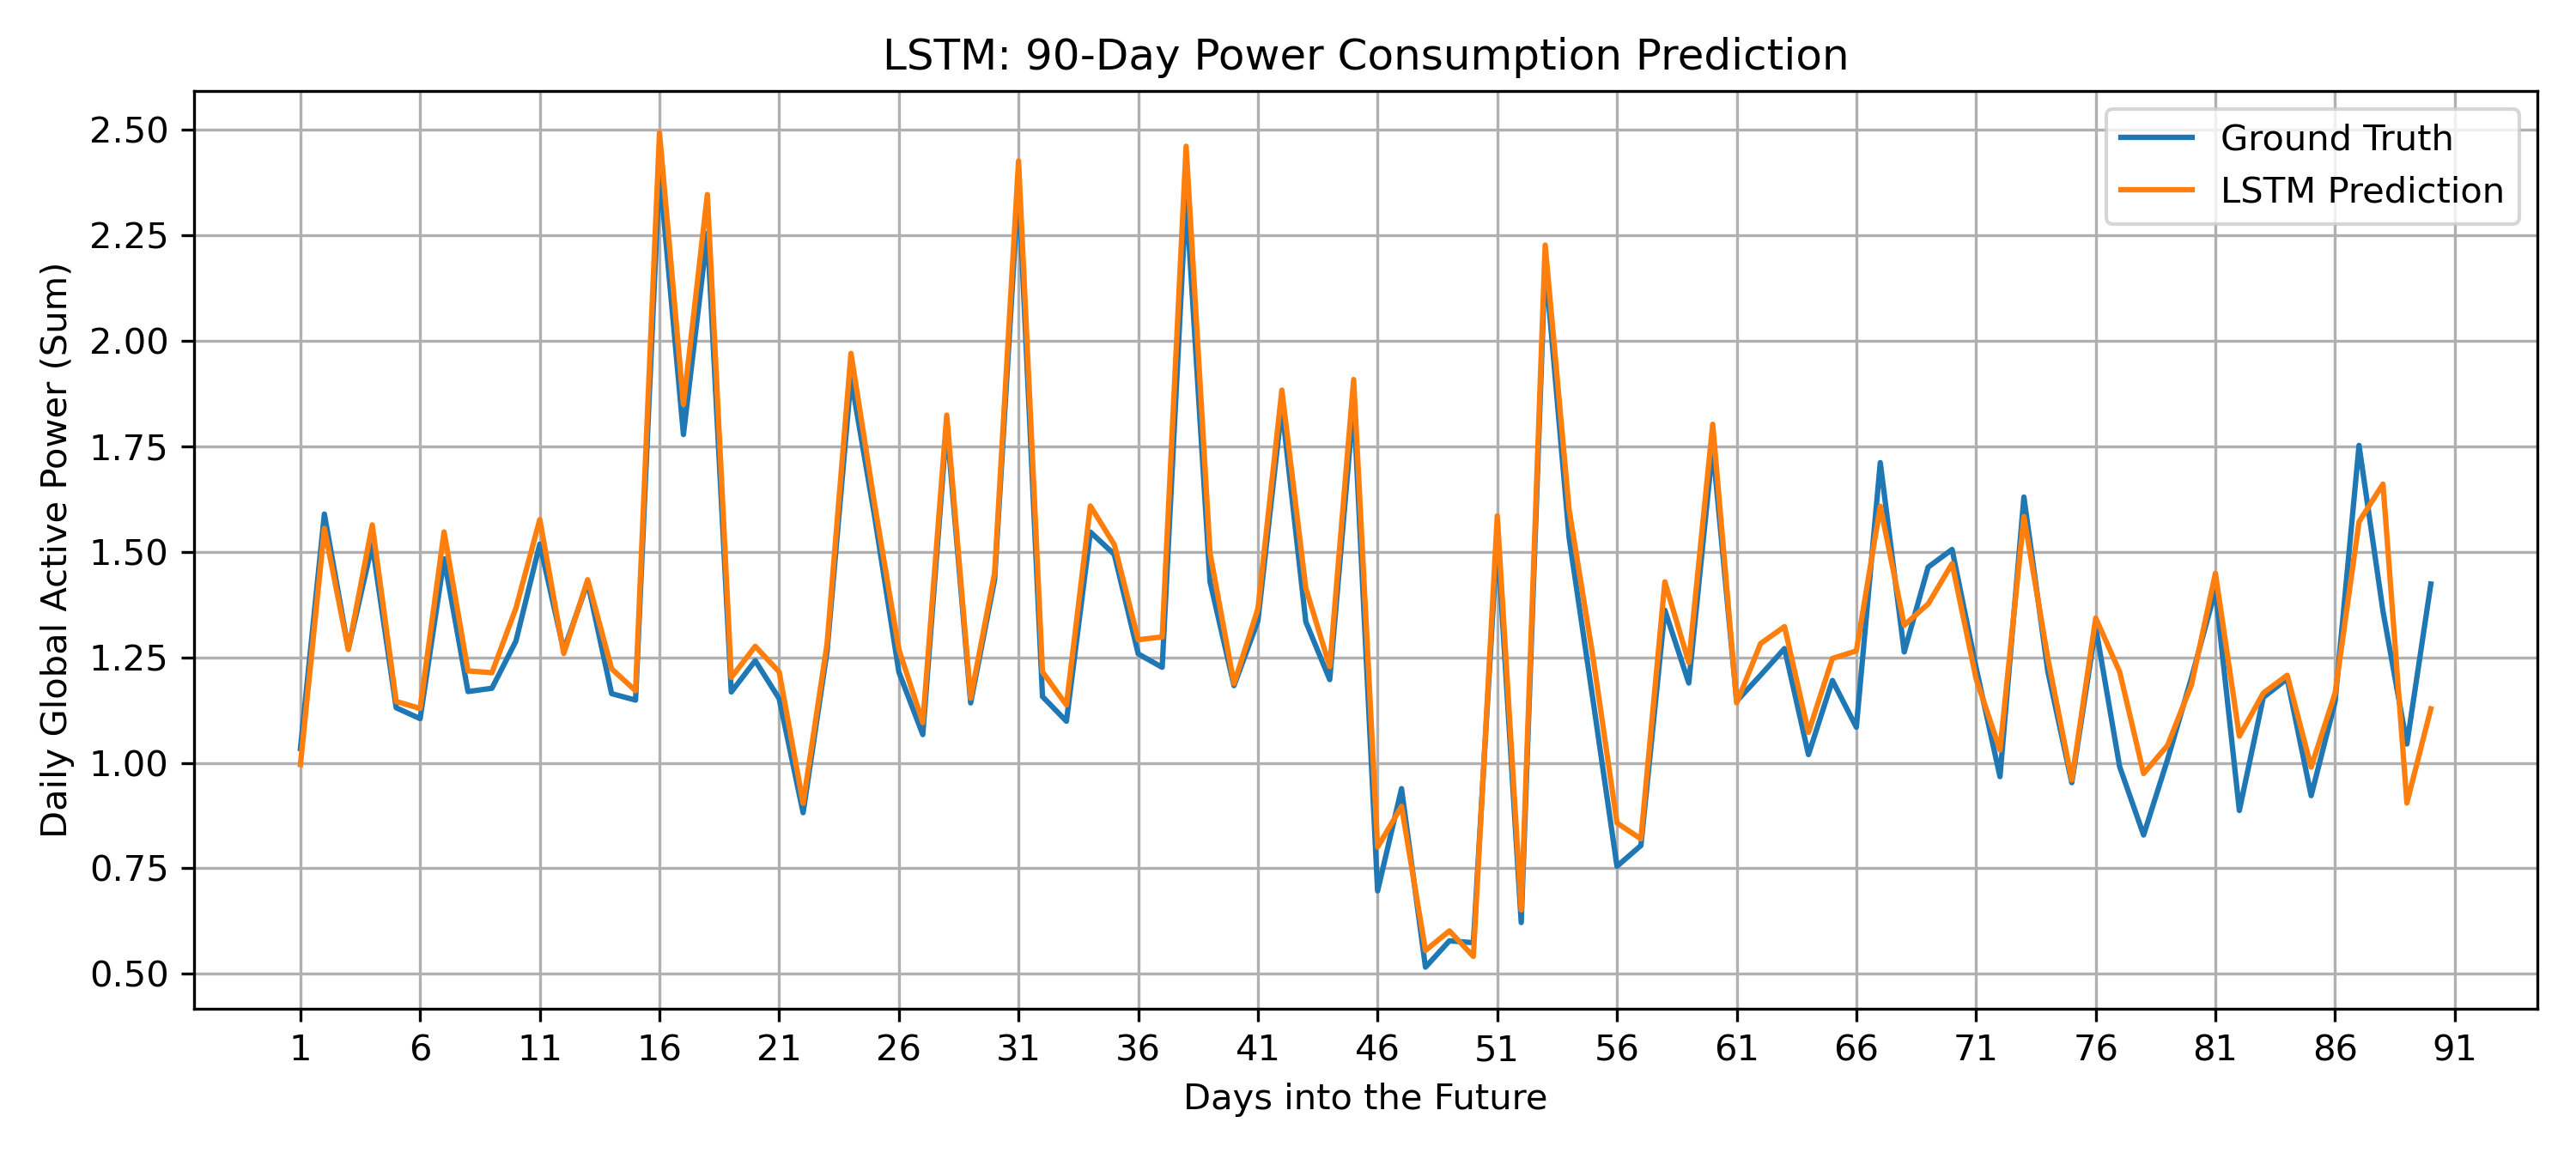 LSTM: 90-Day Power Consumption Prediction
Ground Truth
LSTM Prediction
Daily Global Active Power (Sum)
2.50
2.25
2.00
1.75
1.50
1.25
1.00
0.75
0.50
1 6 11 16 21 26 31 36 41 46 51 56 61 66 71 76 81 86 91
Days into the Future